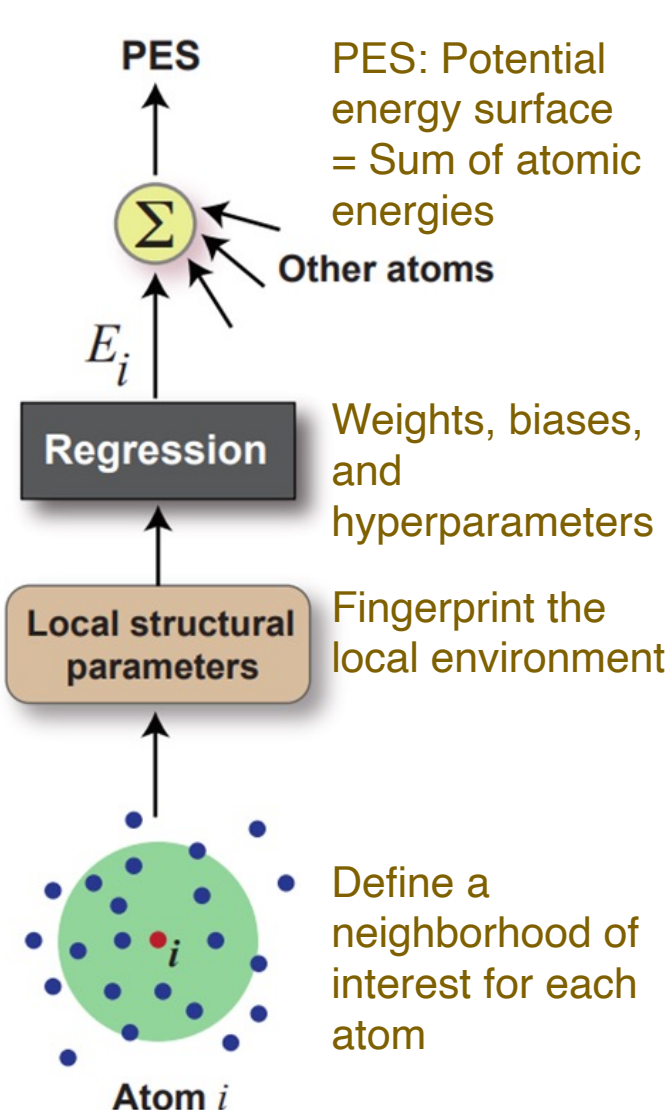 PES
PES: Potential
energy surface
= Sum of atomic
energies
Σ
Other atoms
E_i
Regression
Weights, biases,
and
hyperparameters
Local structural
parameters
Fingerprint the
local environment
i
Define a
neighborhood of
interest for each
atom
Atom i